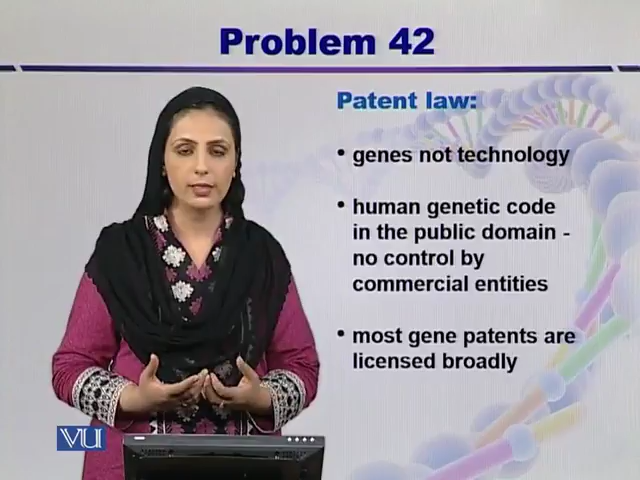 Problem 42
Patent law:
• genes not technology
• human genetic code
in the public domain -
no control by
commercial entities
• most gene patents are
licensed broadly
VU